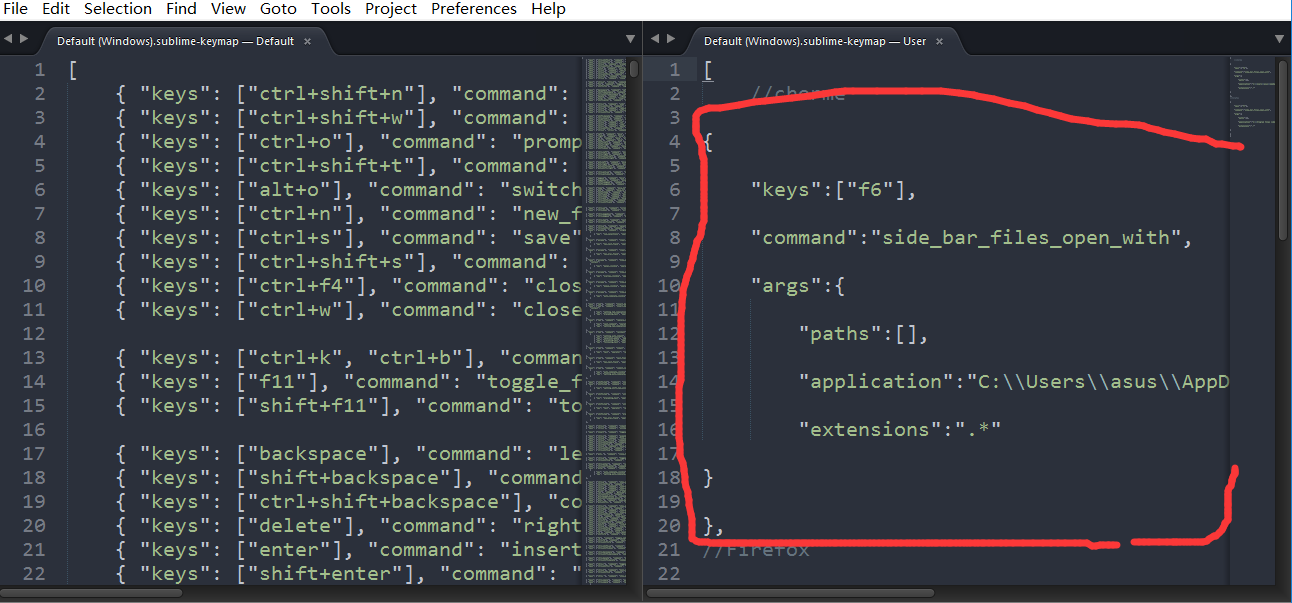 File Edit Selection Find View Goto Tools Project Preferences Help
Default (Windows).sublime-keymap — Default ×
1 [
2 { "keys": ["ctrl+shift+n"], "command":
3 { "keys": ["ctrl+shift+w"], "command":
4 { "keys": ["ctrl+o"], "command": "promp
5 { "keys": ["ctrl+shift+t"], "command":
6 { "keys": ["alt+o"], "command": "switch
7 { "keys": ["ctrl+n"], "command": "new_f
8 { "keys": ["ctrl+s"], "command": "save"
9 { "keys": ["ctrl+shift+s"], "command":
10 { "keys": ["ctrl+f4"], "command": "clos
11 { "keys": ["ctrl+w"], "command": "close
12
13 { "keys": ["ctrl+k", "ctrl+b"], "comman
14 { "keys": ["f11"], "command": "toggle_f
15 { "keys": ["shift+f11"], "command": "to
16
17 { "keys": ["backspace"], "command": "le
18 { "keys": ["shift+backspace"], "command
19 { "keys": ["ctrl+shift+backspace"], "co
20 { "keys": ["delete"], "command": "right
21 { "keys": ["enter"], "command": "insert
22 { "keys": ["shift+enter"], "command": "
Default (Windows).sublime-keymap — User ×
1 [
2 //chorme
3
4 {
5
6 "keys":["f6"],
7
8 "command":"side_bar_files_open_with",
9
10 "args":{
11
12 "paths":[],
13
14 "application":"C:\\Users\\asus\\AppD
15
16 "extensions":".*"
17
18 }
19
20 },
21 //Firefox
22